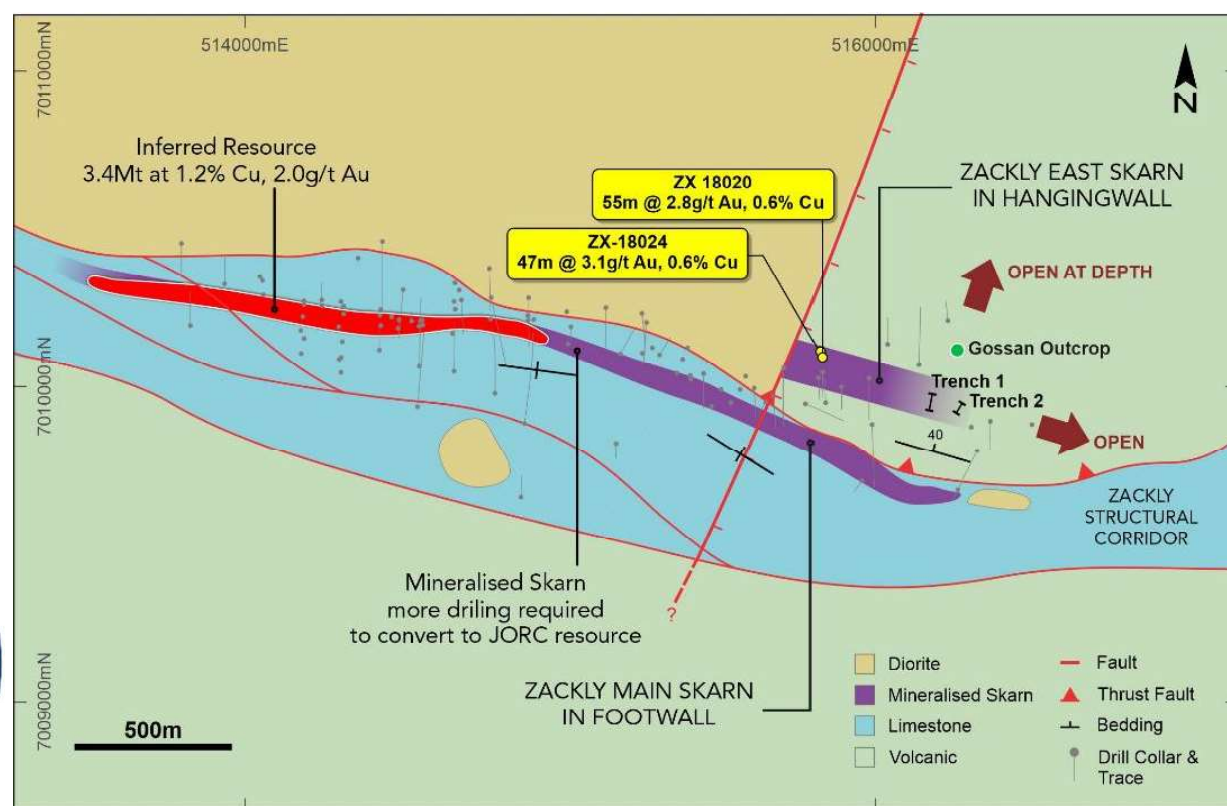 514000mE
516000mE
7011000mN
N
Inferred Resource
3.4Mt at 1.2% Cu, 2.0g/t Au
ZX 18020
55m @ 2.8g/t Au, 0.6% Cu
ZX-18024
47m @ 3.1g/t Au, 0.6% Cu
ZACKLY EAST SKARN
IN HANGINGWALL
OPEN AT DEPTH
Gossan Outcrop
7010000mN
Trench 1
Trench 2
40
OPEN
ZACKLY
STRUCTURAL
CORRIDOR
Mineralised Skarn
more driling required
to convert to JORC resource
?
ZACKLY MAIN SKARN
IN FOOTWALL
7009000mN
500m
Diorite
Mineralised Skarn
Limestone
Volcanic
Fault
Thrust Fault
Bedding
Drill Collar &
Trace